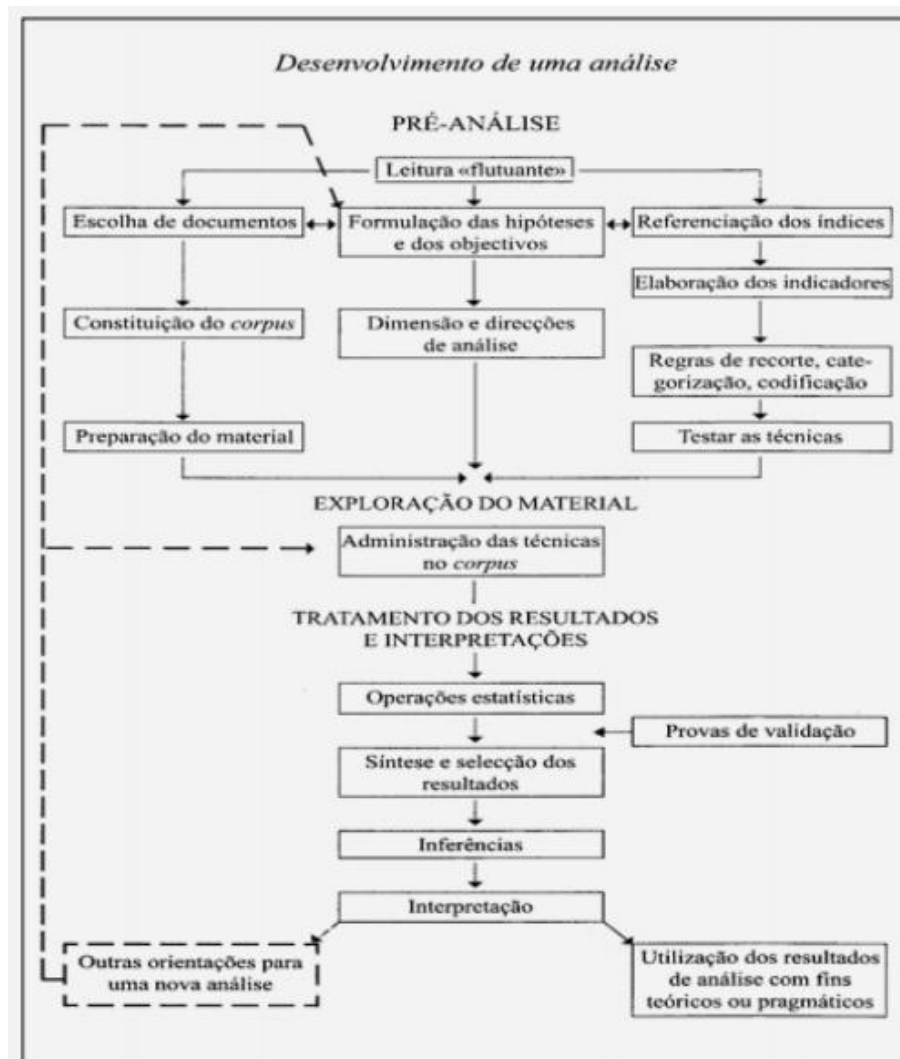 Desenvolvimento de uma análise
PRÉ-ANÁLISE
Leitura «flutuante»
Escolha de documentos
Formulação das hipóteses
e dos objectivos
Referenciação dos índices
Elaboração dos indicadores
Constituição do corpus
Dimensão e direcções
de análise
Regras de recorte, cate-
gorização, codificação
Preparação do material
Testar as técnicas
EXPLORAÇÃO DO MATERIAL
Administração das técnicas
no corpus
TRATAMENTO DOS RESULTADOS
E INTERPRETAÇÕES
Operações estatísticas
Provas de validação
Síntese e selecção dos
resultados
Inferências
Interpretação
Outras orientações para
uma nova análise
Utilização dos resultados
de análise com fins
teóricos ou pragmáticos